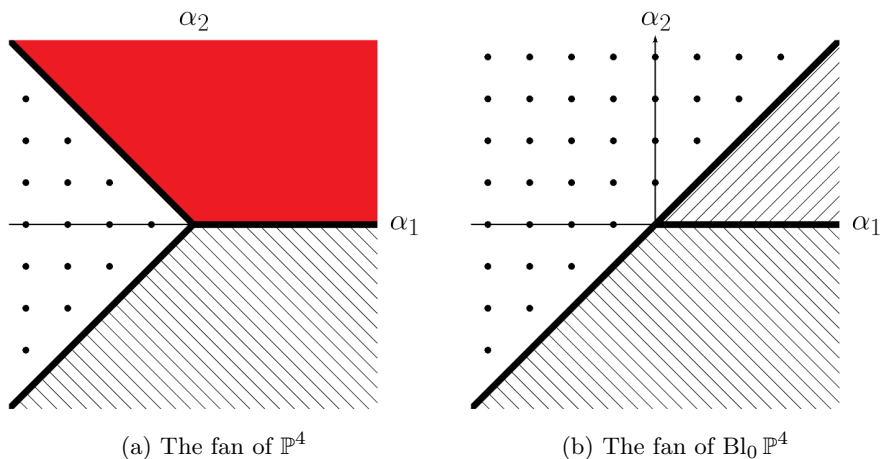 α₂
α₂
α₁
α₁
(a) The fan of ℙ⁴
(b) The fan of Bl₀ ℙ⁴